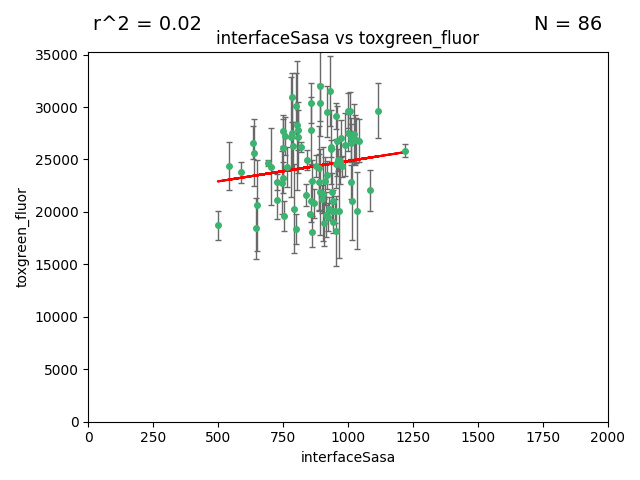 r^2 = 0.02
N = 86
interfaceSasa vs toxgreen_fluor
35000
30000
25000
20000
15000
10000
5000
0
toxgreen_fluor
0 250 500 750 1000 1250 1500 1750 2000
interfaceSasa